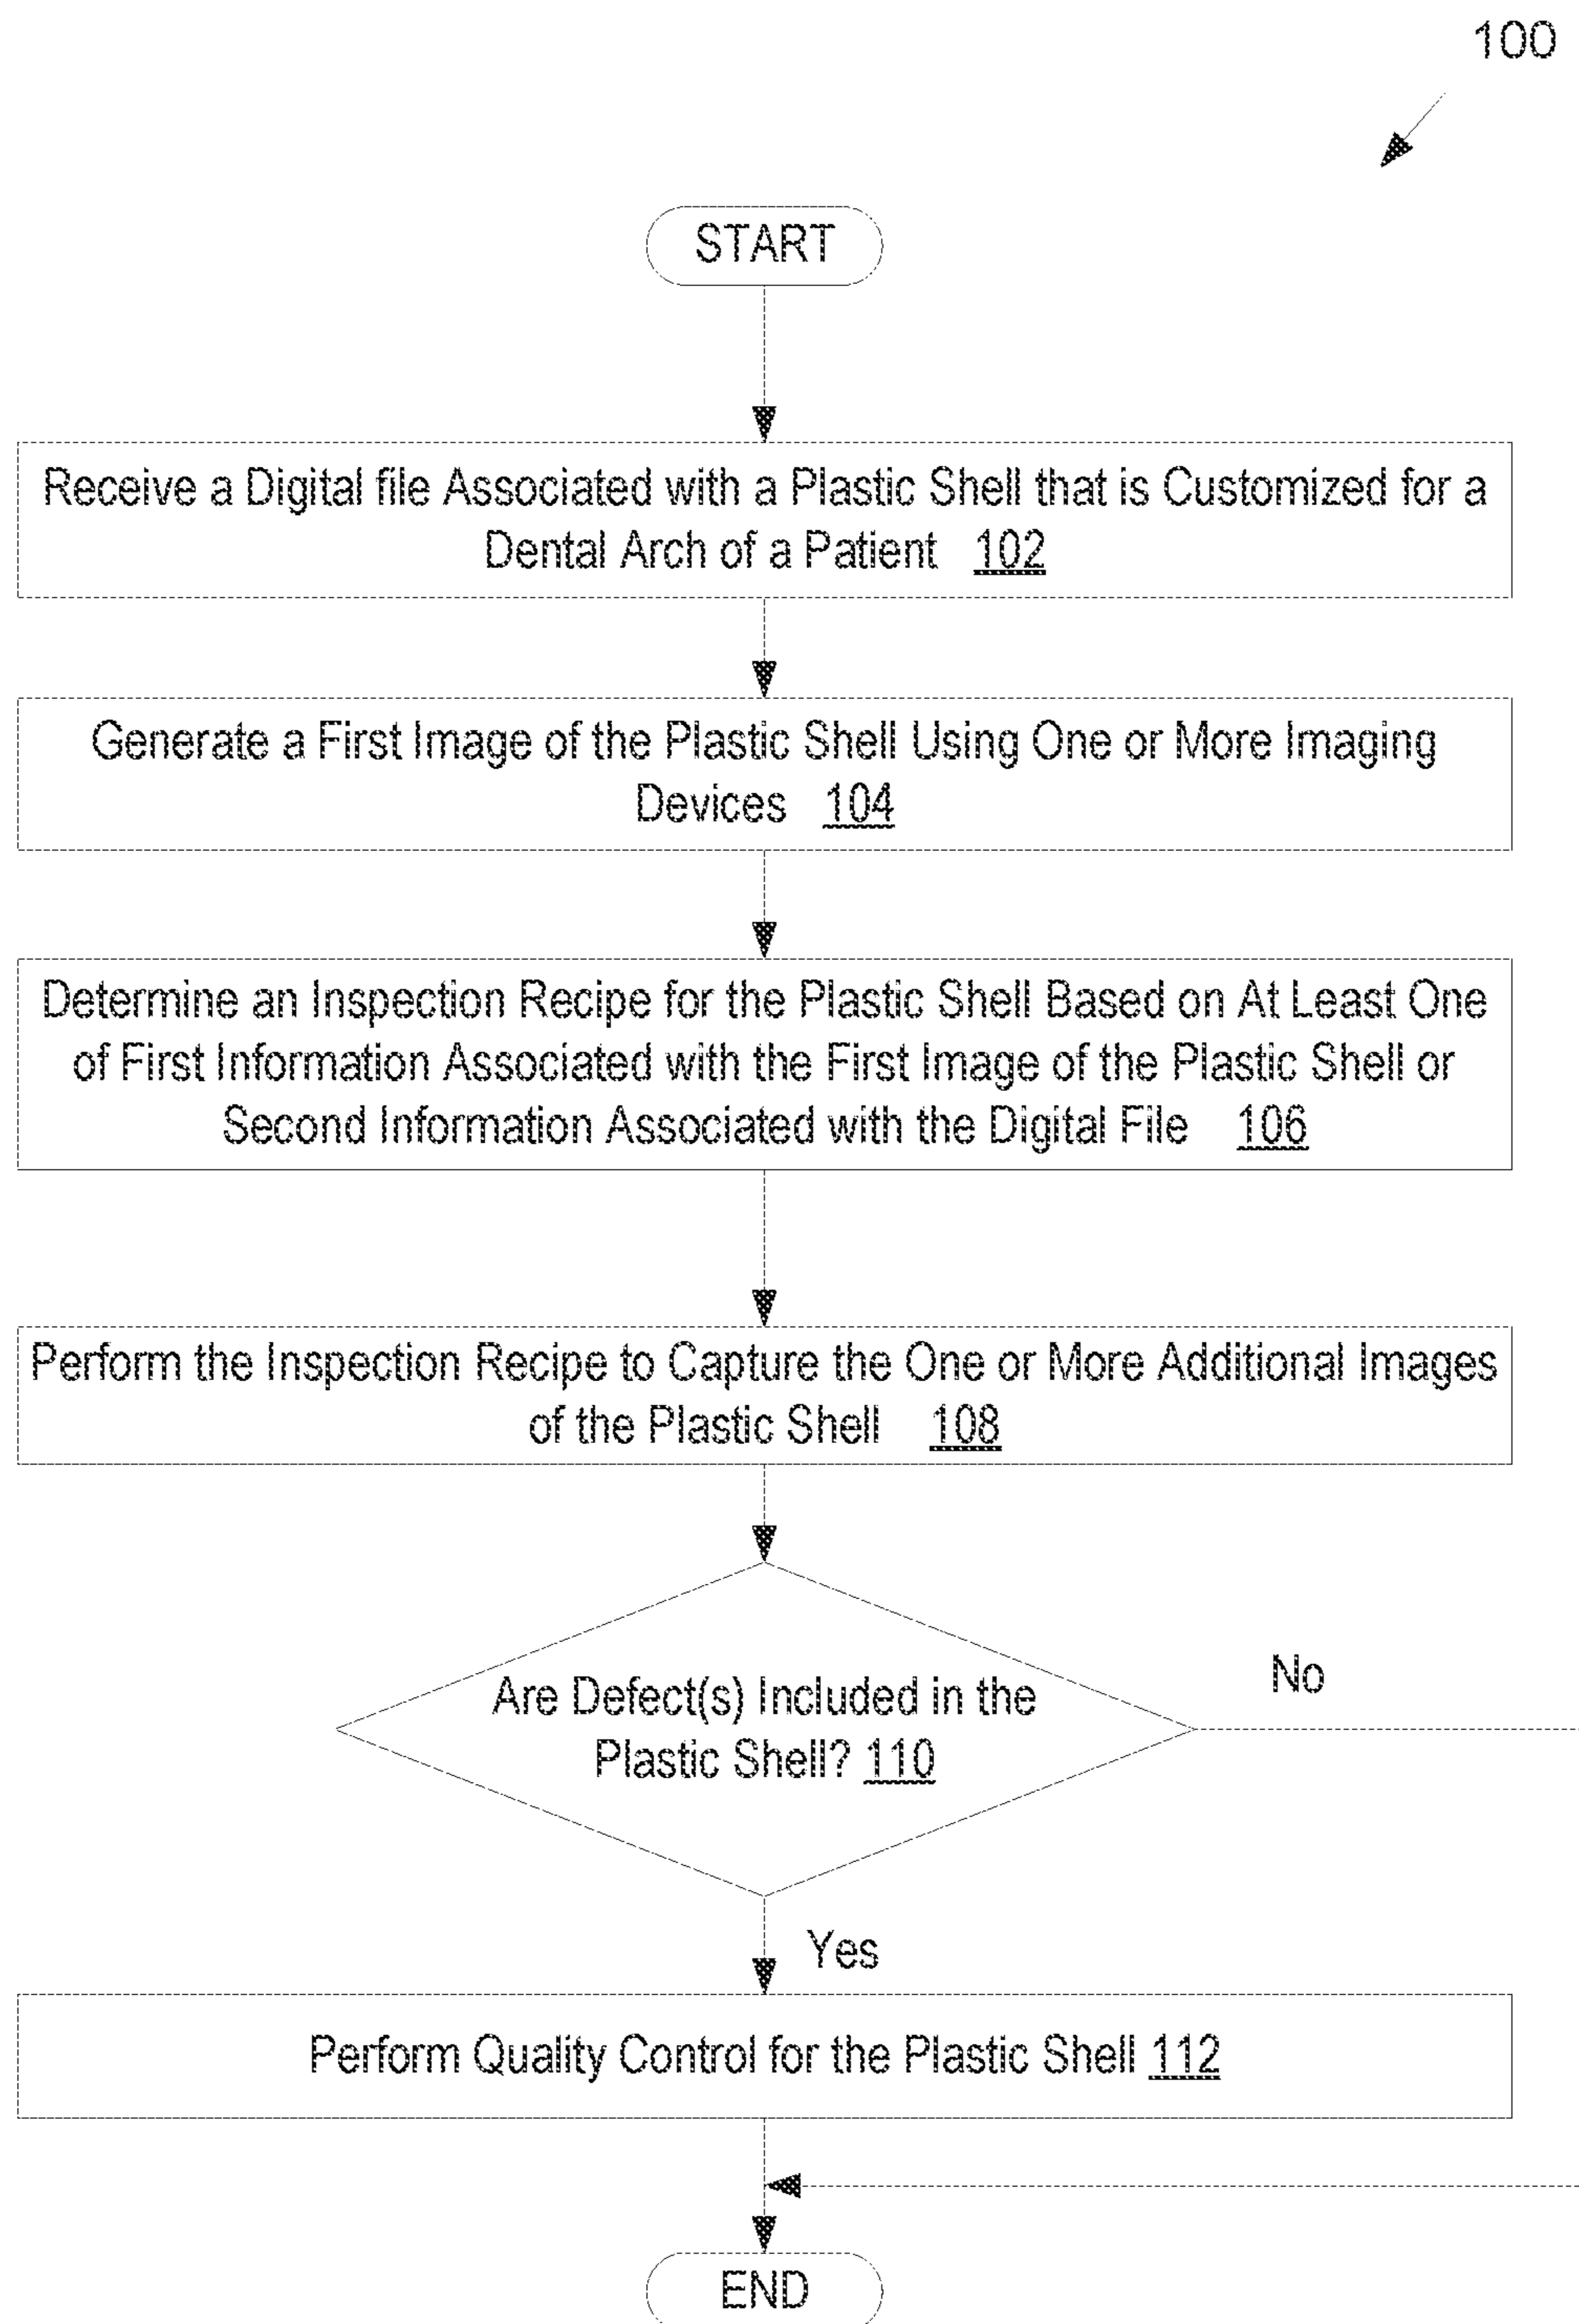 100
START
Receive a Digital file Associated with a Plastic Shell that is Customized for a
Dental Arch of a Patient 102
Generate a First Image of the Plastic Shell Using One or More Imaging
Devices 104
Determine an Inspection Recipe for the Plastic Shell Based on At Least One
of First Information Associated with the First Image of the Plastic Shell or
Second Information Associated with the Digital File 106
Perform the Inspection Recipe to Capture the One or More Additional Images
of the Plastic Shell 108
Are Defect(s) Included in the
Plastic Shell? 110
No
Yes
Perform Quality Control for the Plastic Shell 112
END